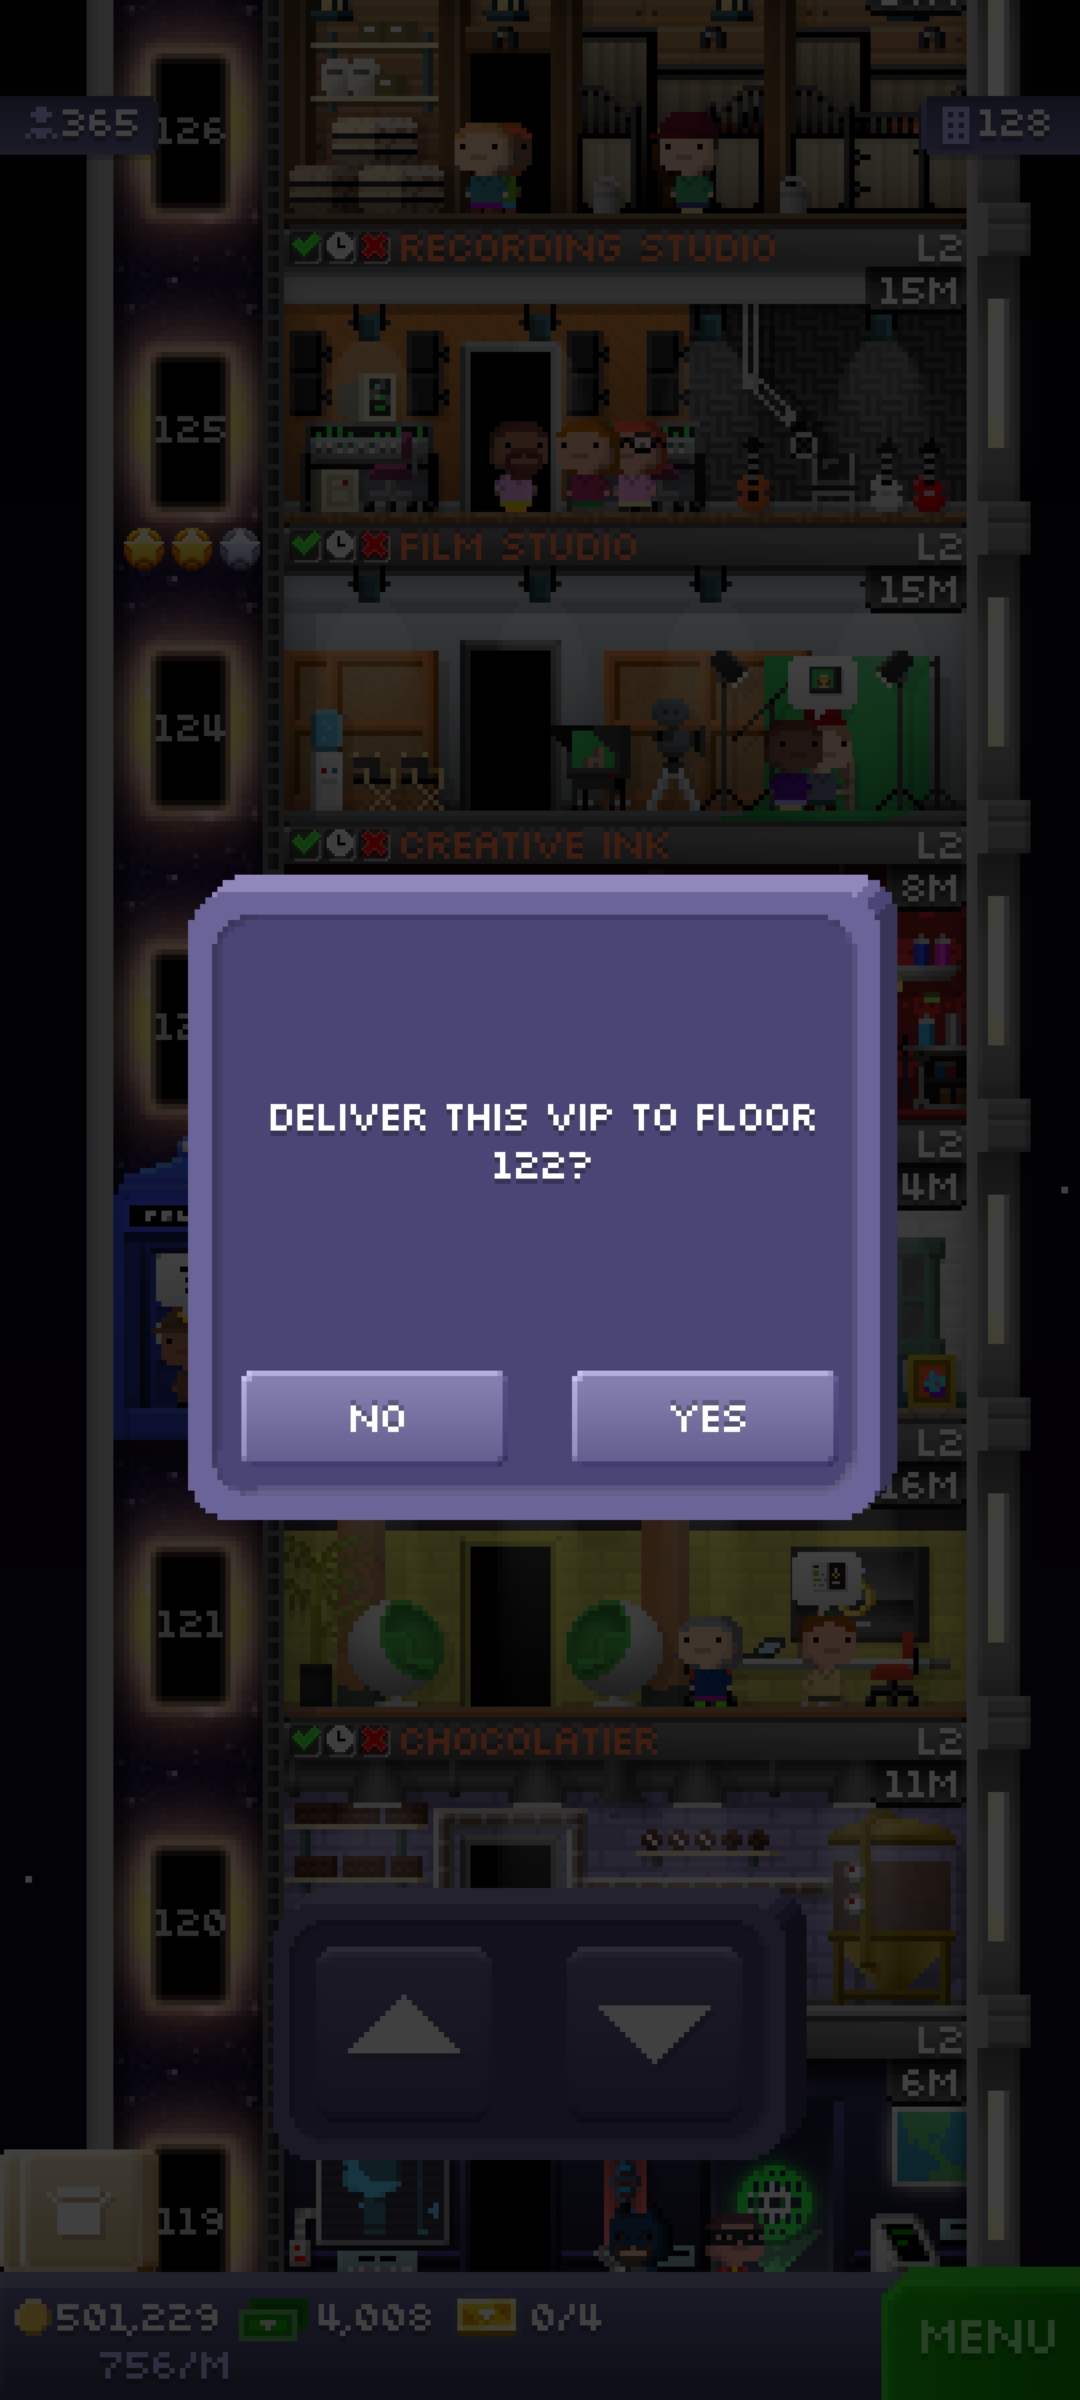 126
365
128
RECORDING STUDIO L2
15M
125
FILM STUDIO L2
15M
124
CREATIVE INK L2
8M
L2
4M
DELIVER THIS VIP TO FLOOR
122?
NO YES
L2
16M
121
CHOCOLATIER L2
11M
120
L2
6M
119
501,229 4,008 0/4
756/M
MENU